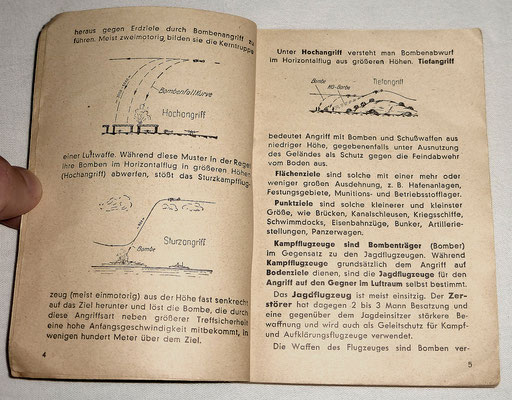 heraus gegen Erdziele durch Bombenangriff zu
führen. Meist zweimotorig, bilden sie die Kerntruppe
Bombenfallkurve
Hochangriff
einer Luftwaffe. Während diese Muster in der Regel
ihre Bomben im Horizontalflug in größeren Höhen
(Hochangriff) abwerfen, stößt das Sturzkampfflug-
Sturzangriff
Bombe
zeug (meist einmotorig) aus der Höhe fast senkrecht
auf das Ziel herunter und löst die Bombe, die durch
diese Angriffsart neben größerer Treffsicherheit
eine hohe Anfangsgeschwindigkeit mitbekommt, in
wenigen hundert Meter über dem Ziel.
4
Unter Hochangriff versteht man Bombenabwurf
im Horizontalflug aus größeren Höhen. Tiefangriff
Bombe
MG-Garbe
Tiefangriff
bedeutet Angriff mit Bomben und Schußwaffen aus
niedriger Höhe, gegebenenfalls unter Ausnutzung
des Geländes als Schutz gegen die Feindabwehr
vom Boden aus.
Flächenziele sind solche mit einer mehr oder
weniger großen Ausdehnung, z. B. Hafenanlagen,
Festungsgebiete, Munitions- und Betriebsstofflager.
Punktziele sind solche kleinerer und kleinster
Größe, wie Brücken, Kanalschleusen, Kriegsschiffe,
Schwimmdocks, Eisenbahnzüge, Bunker, Artillerie-
stellungen, Panzerwagen.
Kampfflugzeuge sind Bombenträger (Bomber)
im Gegensatz zu den Jagdflugzeugen. Während
Kampfflugzeuge grundsätzlich dem Angriff auf
Bodenziele dienen, sind die Jagdflugzeuge für den
Angriff auf den Gegner im Luftraum selbst bestimmt.
Das Jagdflugzeug ist meist einsitzig. Der Zer-
störer hat dagegen 2 bis 3 Mann Besatzung und
eine gegenüber dem Jagdeinsitzer stärkere Be-
waffnung und wird auch als Geleitschutz für Kampf-
und Aufklärungsflugzeuge verwendet.
Die Waffen des Flugzeuges sind Bomben ver-
5